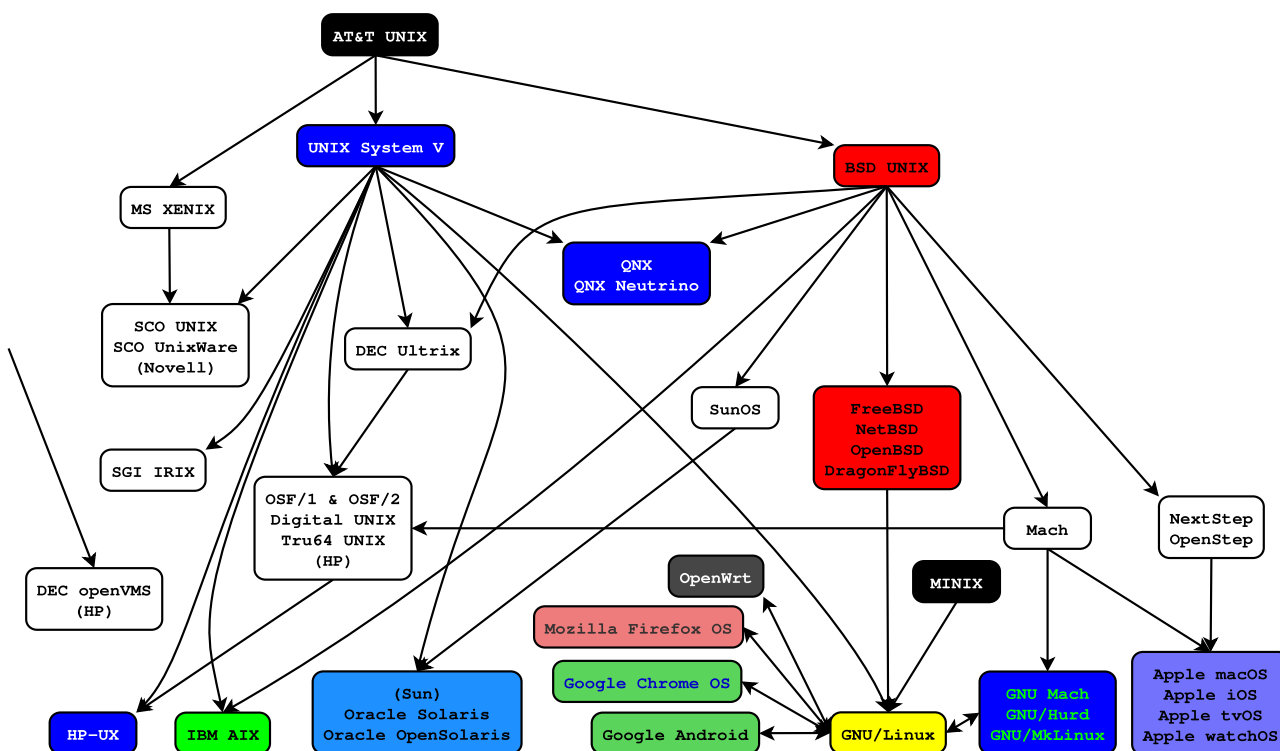 AT&T UNIX
UNIX System V
BSD UNIX
MS XENIX
QNX
QNX Neutrino
SCO UNIX
SCO UnixWare
(Novell)
DEC Ultrix
SunOS
FreeBSD
NetBSD
OpenBSD
DragonFlyBSD
SGI IRIX
OSF/1 & OSF/2
Digital UNIX
Tru64 UNIX
(HP)
Mach
NextStep
OpenStep
DEC openVMS
(HP)
OpenWrt
MINIX
Mozilla Firefox OS
Google Chrome OS
Google Android
HP-UX
IBM AIX
(Sun)
Oracle Solaris
Oracle OpenSolaris
GNU/Linux
GNU Mach
GNU/Hurd
GNU/MkLinux
Apple macOS
Apple iOS
Apple tvOS
Apple watchOS